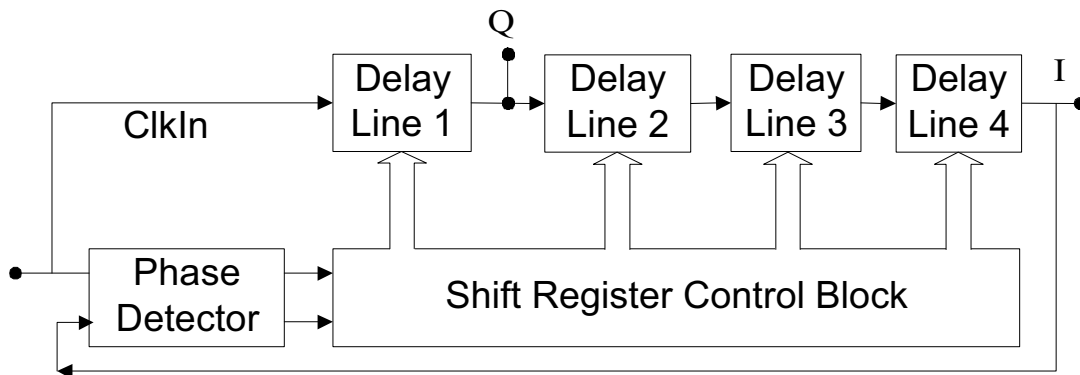 Q
I
Delay
Line 1
Delay
Line 2
Delay
Line 3
Delay
Line 4
ClkIn
Phase
Detector
Shift Register Control Block